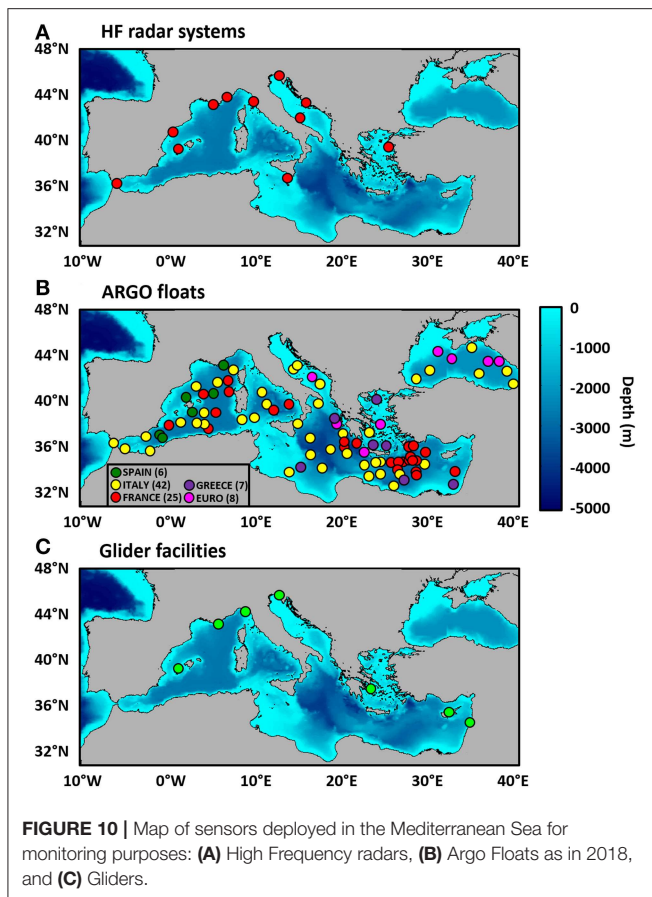 A
HF radar systems
48°N
44°N
40°N
36°N
32°N
10°W 0°W 10°E 20°E 30°E 40°E
B
ARGO floats
48°N
44°N
40°N
36°N
32°N
SPAIN (6)
ITALY (42) GREECE (7)
FRANCE (25) EURO (8)
10°W 0°W 10°E 20°E 30°E 40°E
0
-1000
-2000
-3000
-4000
-5000
Depth (m)
C
Glider facilities
48°N
44°N
40°N
36°N
32°N
10°W 0°W 10°E 20°E 30°E 40°E
FIGURE 10 | Map of sensors deployed in the Mediterranean Sea for
monitoring purposes: (A) High Frequency radars, (B) Argo Floats as in 2018,
and (C) Gliders.